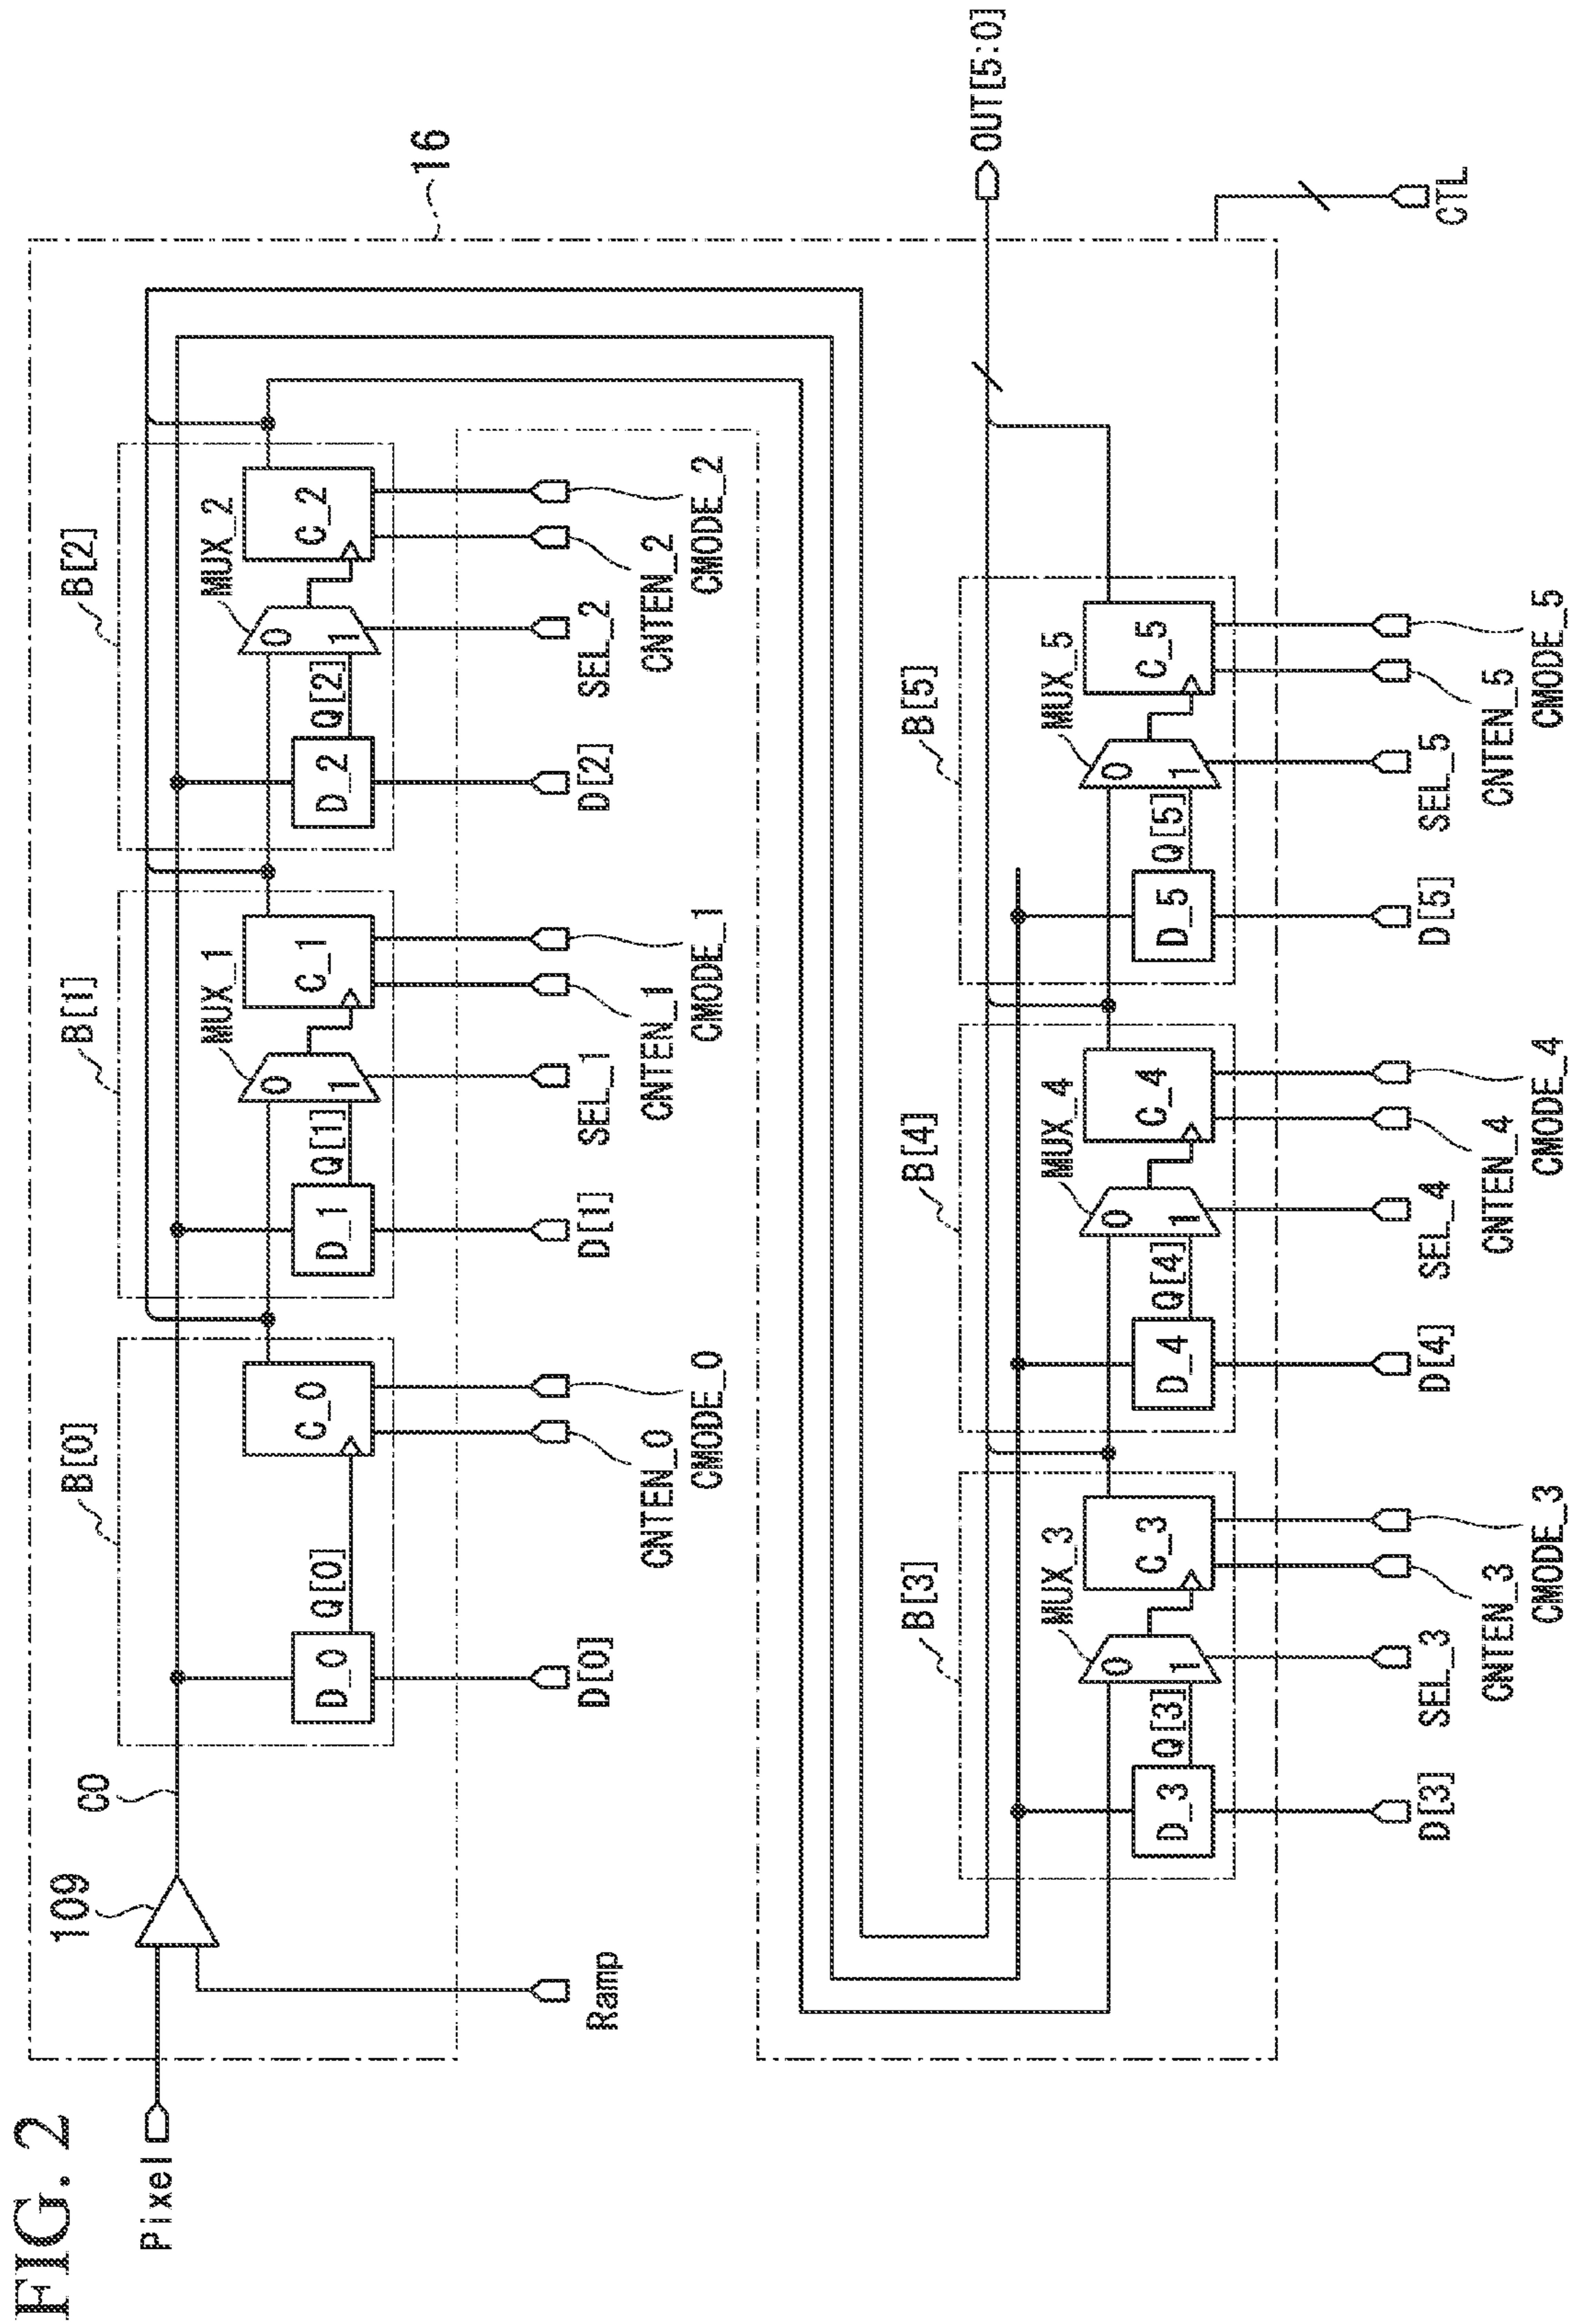 FIG. 2
Pixel
Ramp
109
CO
16
B[0]
D_0
Q[0]
C_0
D[0]
CNTEN_0
CMODE_0
B[1]
MUX_1
D_1
Q[1]
0
1
C_1
D[1]
SEL_1
CNTEN_1
CMODE_1
B[2]
MUX_2
D_2
Q[2]
0
1
C_2
D[2]
SEL_2
CNTEN_2
CMODE_2
B[3]
MUX_3
D_3
Q[3]
0
1
C_3
D[3]
SEL_3
CNTEN_3
CMODE_3
B[4]
MUX_4
D_4
Q[4]
0
1
C_4
D[4]
SEL_4
CNTEN_4
CMODE_4
B[5]
MUX_5
D_5
Q[5]
0
1
C_5
D[5]
SEL_5
CNTEN_5
CMODE_5
OUT[5:0]
CTL